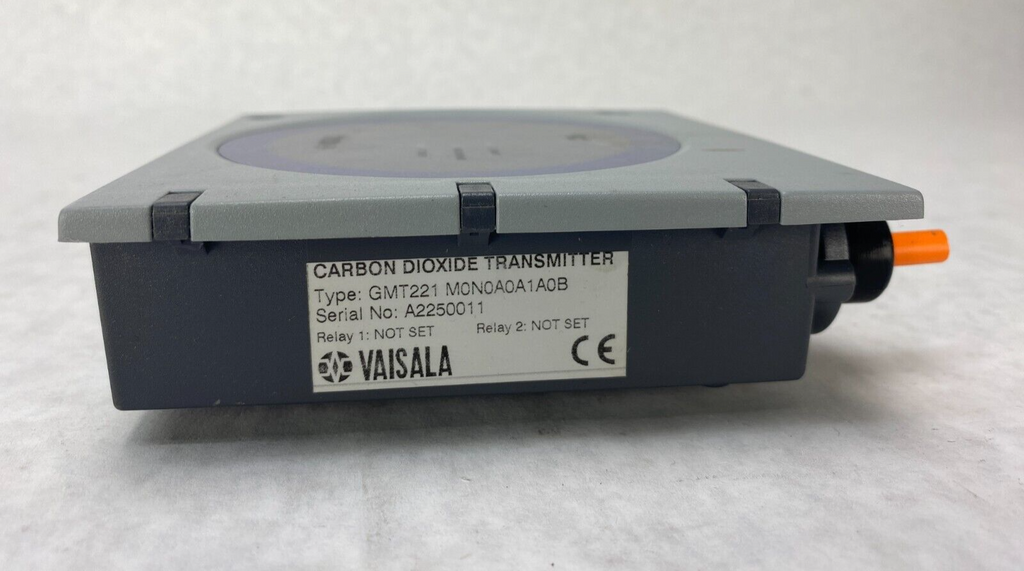 CARBON DIOXIDE TRANSMITTER
Type: GMT221 M0N0A0A1A0B
Serial No: A2250011
Relay 1: NOT SET Relay 2: NOT SET
VAISALA CE